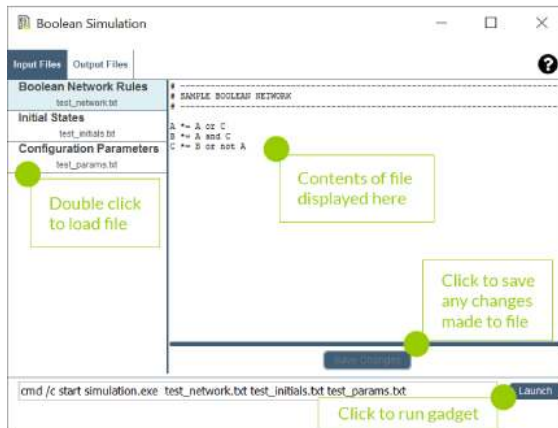 Boolean Simulation
Input Files Output Files
Boolean Network Rules
test_network.txt
Initial States
test_initials.txt
Configuration Parameters
test_params.txt
# SAMPLE BOOLEAN NETWORK
A *= A or C
B *= A and C
C *= B or not A
Double click
to load file
Contents of file
displayed here
Click to save
any changes
made to file
Save Changes
cmd /c start simulation.exe test_network.txt test_initials.txt test_params.txt
Launch
Click to run gadget